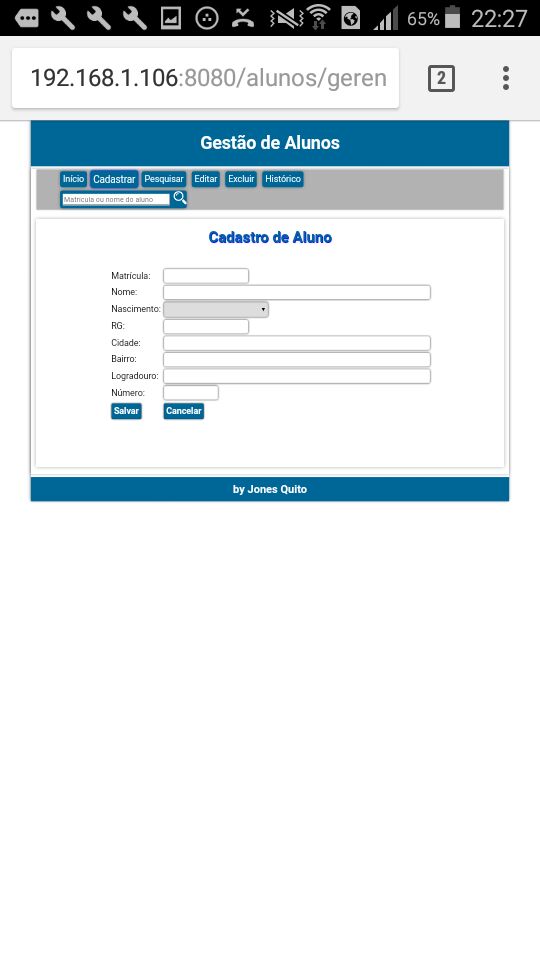 65% 22:27
192.168.1.106:8080/alunos/geren 2
Gestão de Alunos
Início Cadastrar Pesquisar Editar Excluir Histórico
Matrícula ou nome do aluno
Cadastro de Aluno
Matrícula:
Nome:
Nascimento:
RG:
Cidade:
Bairro:
Logradouro:
Número:
Salvar Cancelar
by Jones Quito